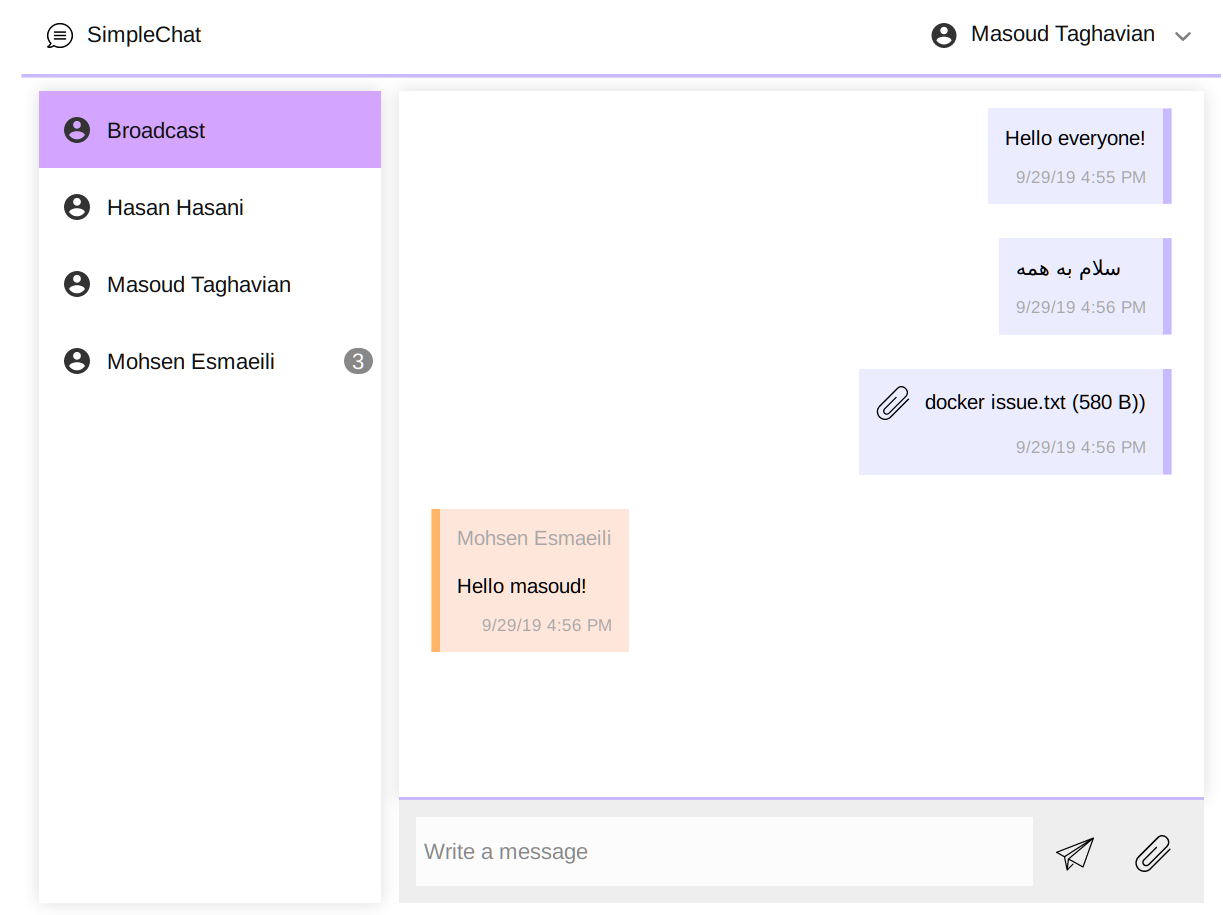 SimpleChat
Masoud Taghavian
Broadcast
Hasan Hasani
Masoud Taghavian
Mohsen Esmaeili 3
Hello everyone!
9/29/19 4:55 PM
سلام به همه
9/29/19 4:56 PM
docker issue.txt (580 B))
9/29/19 4:56 PM
Mohsen Esmaeili
Hello masoud!
9/29/19 4:56 PM
Write a message